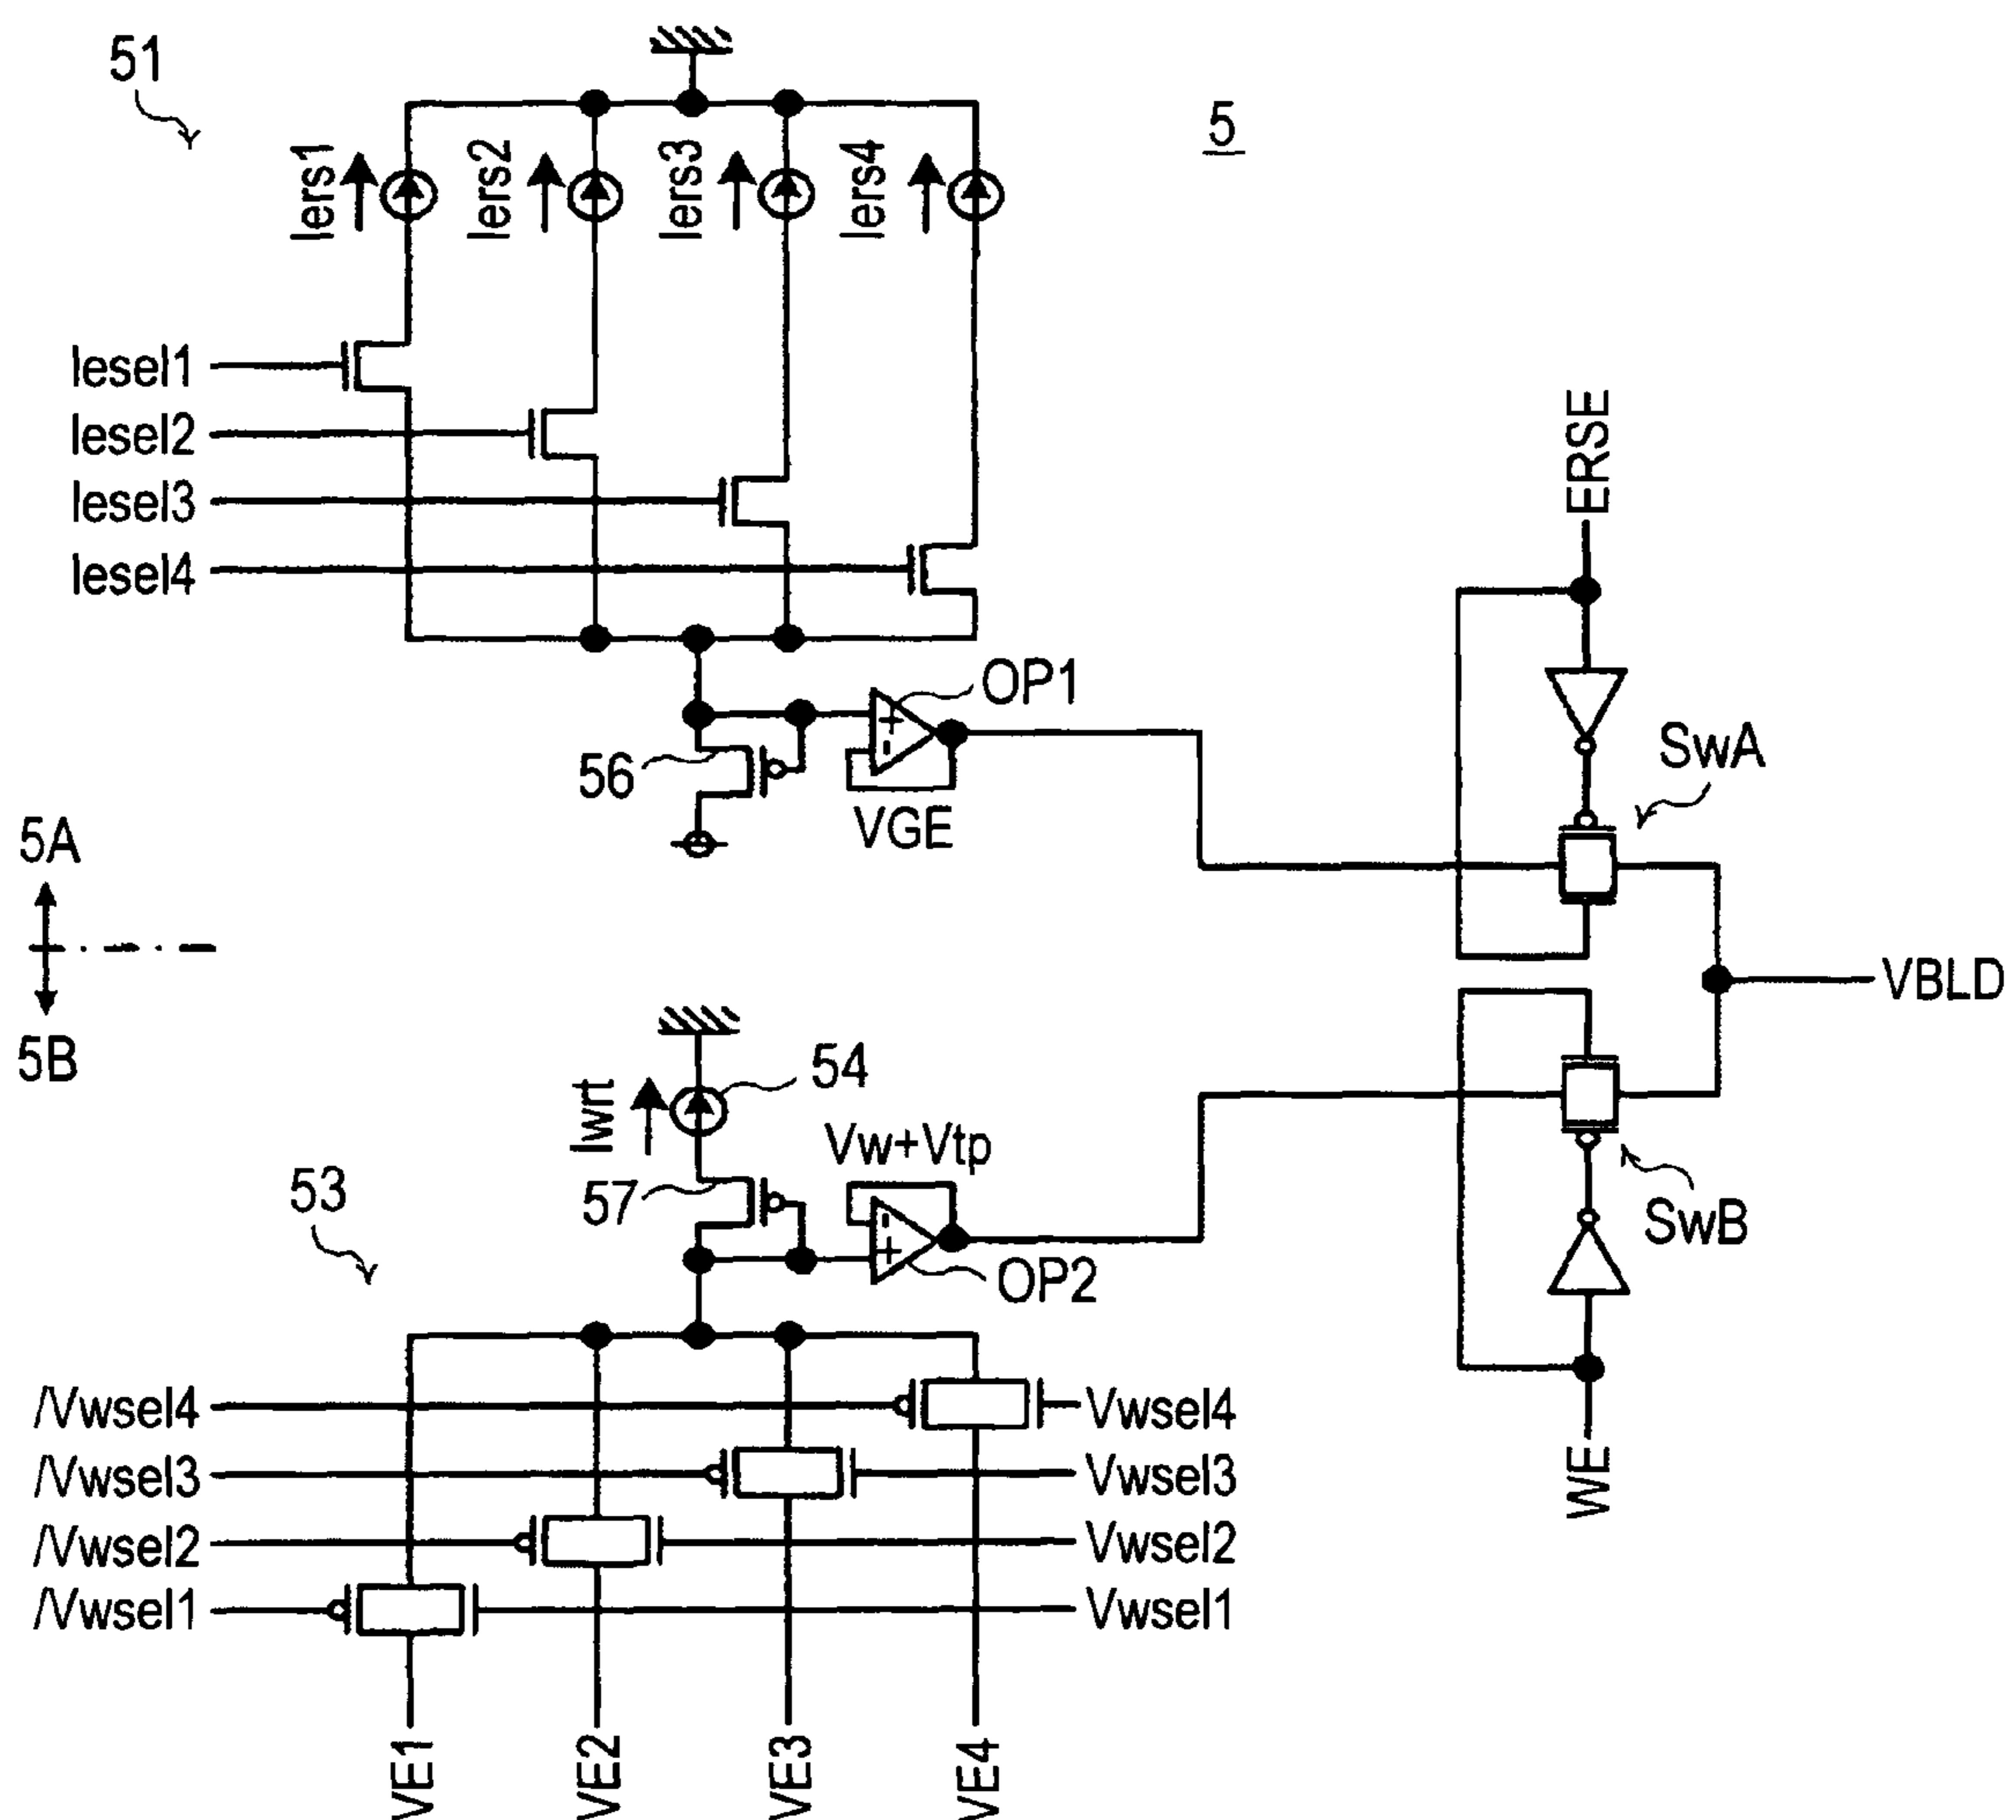 51
5
Iers1
Iers2
Iers3
Iers4
Iesel1
Iesel2
Iesel3
Iesel4
ERSE
OP1
+
-
56
VGE
SwA
5A
5B
VBLD
54
Iwrt
Vw+Vtp
57
-
+
OP2
SwB
53
/Vwsel4
Vwsel4
/Vwsel3
Vwsel3
/Vwsel2
Vwsel2
/Vwsel1
Vwsel1
WE
VE1
VE2
VE3
VE4